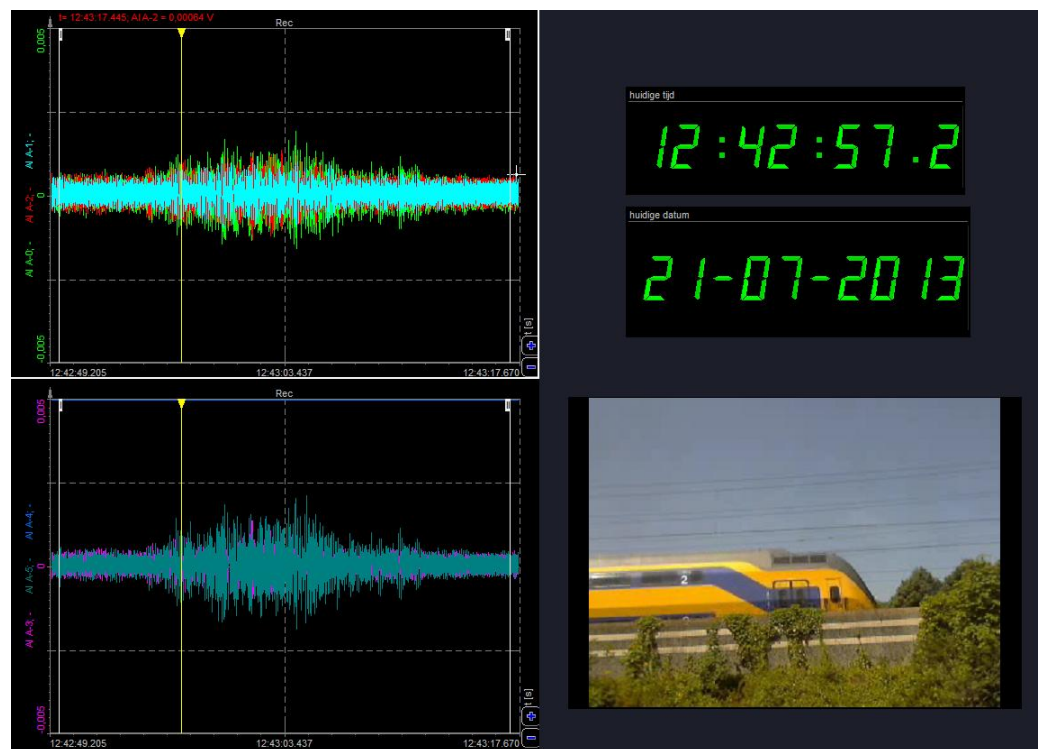 t= 12:43:17.445, AI A-2 = 0,00064 V
Rec
0,005
AI A-1; -
AI A-2; -
0
AI A-0; -
-0,005
t [s]
12:42:49.205
12:43:03.437
12:43:17.670
huidige tijd
12:42:57.2
huidige datum
21-07-2013
Rec
0,005
AI A-4; -
AI A-5; -
0
AI A-3; -
-0,005
t [s]
12:42:49.205
12:43:03.437
12:43:17.670
2